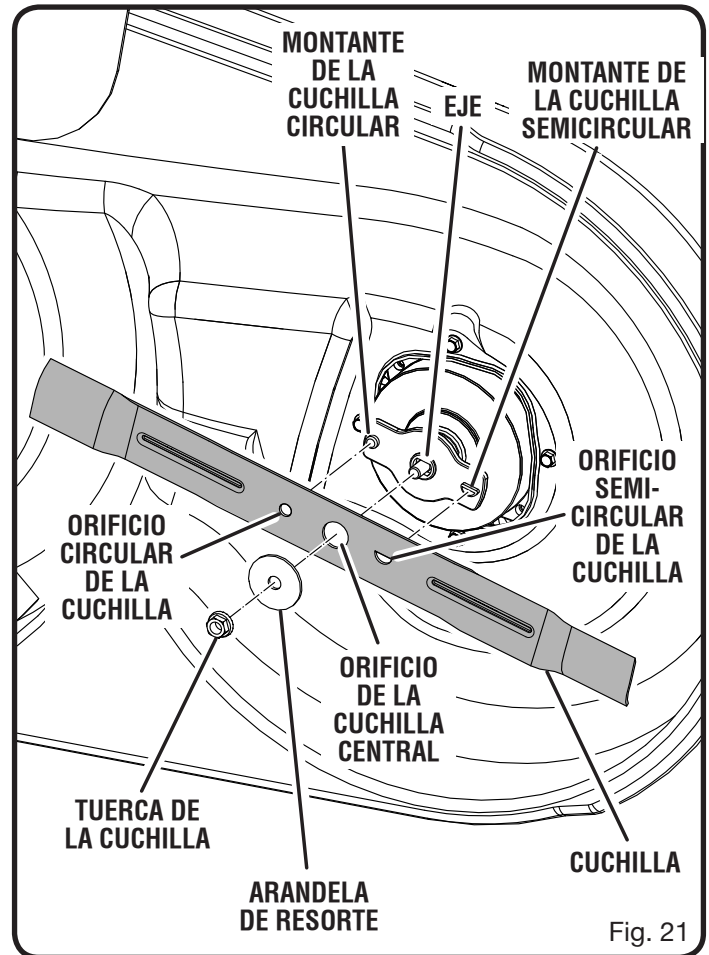 MONTANTE
DE LA
CUCHILLA
CIRCULAR
EJE
MONTANTE DE
LA CUCHILLA
SEMICIRCULAR
ORIFICIO
SEMI-
CIRCULAR
DE LA
CUCHILLA
ORIFICIO
CIRCULAR
DE LA
CUCHILLA
ORIFICIO
DE LA
CUCHILLA
CENTRAL
TUERCA DE
LA CUCHILLA
CUCHILLA
ARANDELA
DE RESORTE
Fig. 21